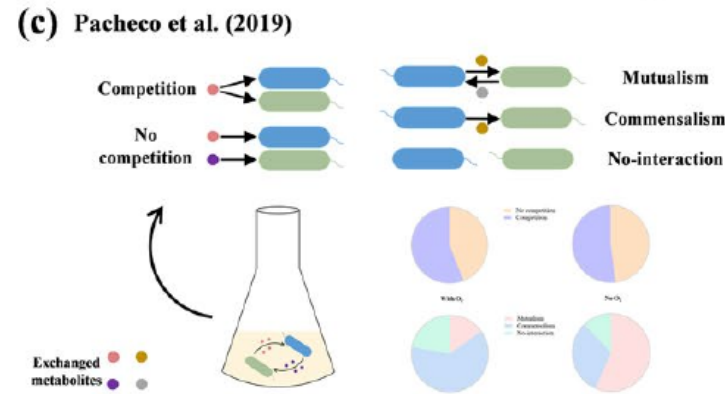 (c) Pacheco et al. (2019)
Competition
No
competition
Mutualism
Commensalism
No-interaction
No competition
Competition
With O₂
No O₂
Mutualism
Commensalism
No-interaction
Exchanged
metabolites